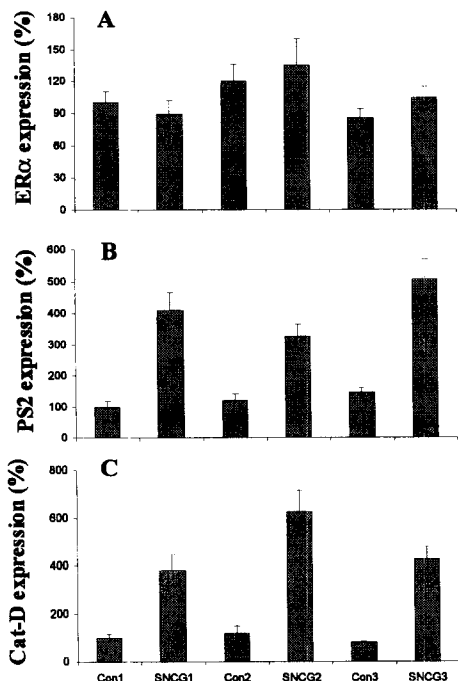 A
ERα expression (%)
180
150
120
90
60
30
0
B
PS2 expression (%)
600
500
400
300
200
100
0
C
Cat-D expression (%)
800
600
400
200
0
Con1 SNCG1 Con2 SNCG2 Con3 SNCG3